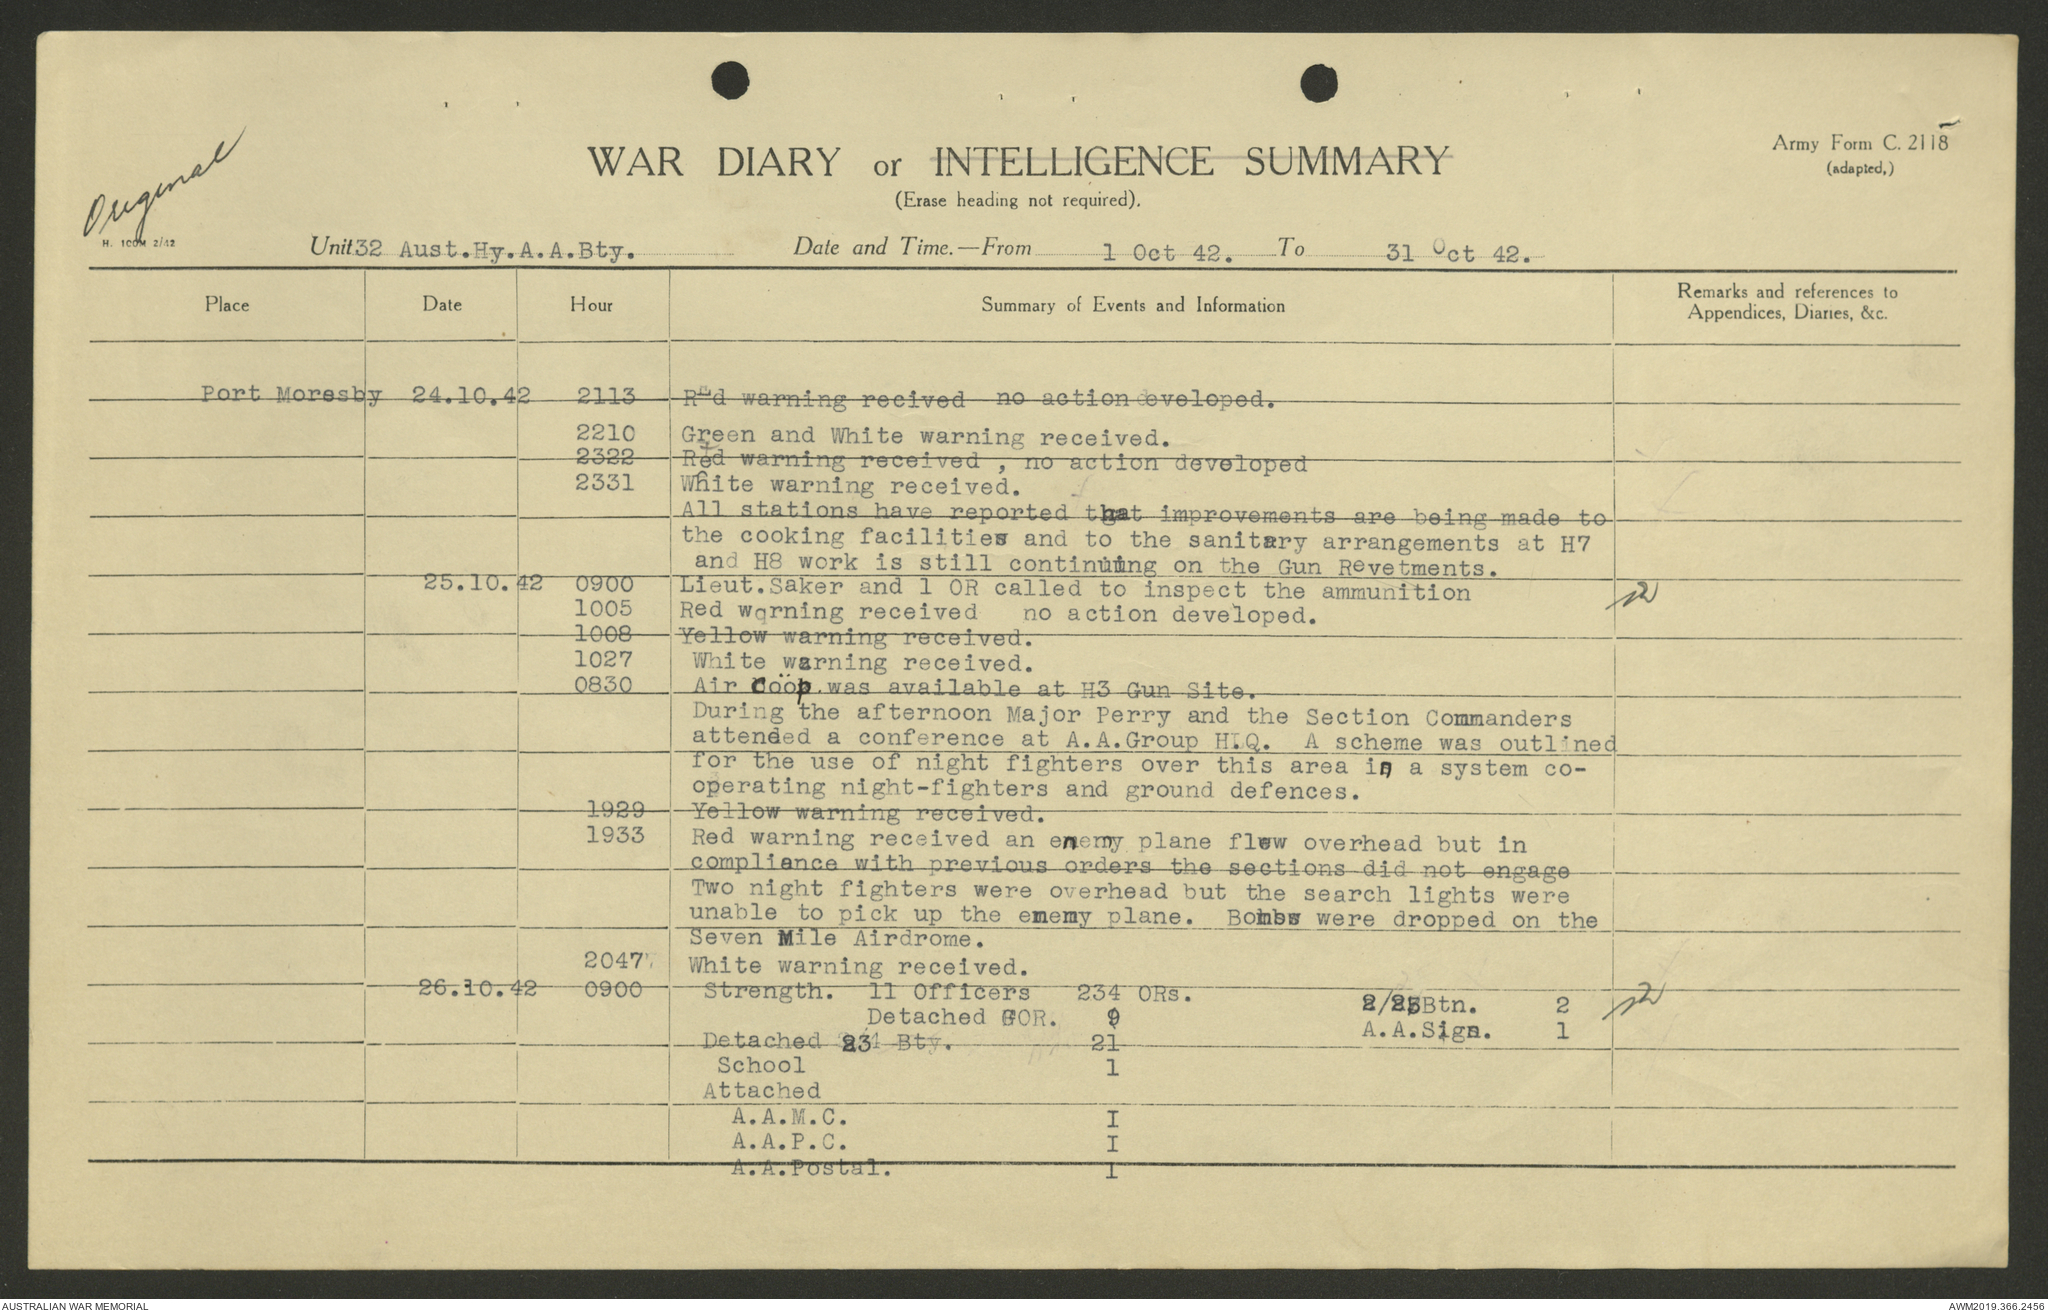 Original
H. 100M 2/42
WAR DIARY or INTELLIGENCE SUMMARY
(Erase heading not required).
Army Form C. 2118
(adapted,)
Unit 32 Aust.Hy.A.A.Bty. Date and Time.—From 1 Oct 42. To 31 Oct 42.
Place Date Hour Summary of Events and Information Remarks and references to
Appendices, Diaries, &c.
Port Moresby 24.10.42 2113 Red warning recived no action developed.
2210 Green and White warning received.
2322 Red warning received , no action developed
2331 White warning received.
All stations have reported that improvements are being made to
the cooking facilities and to the sanitary arrangements at H7
and H8 work is still continuing on the Gun Revetments.
25.10.42 0900 Lieut.Saker and 1 OR called to inspect the ammunition
1005 Red warning received no action developed.
1008 Yellow warning received.
1027 White warning received.
0830 Air Coöp. was available at H3 Gun Site.
During the afternoon Major Perry and the Section Commanders
attended a conference at A.A.Group H.Q. A scheme was outlined
for the use of night fighters over this area in a system co-
operating night-fighters and ground defences.
1929 Yellow warning received.
1933 Red warning received an enemy plane flew overhead but in
compliance with previous orders the sections did not engage
Two night fighters were overhead but the search lights were
unable to pick up the enemy plane. Bombs were dropped on the
Seven Mile Airdrome.
2047 White warning received.
26.10.42 0900 Strength. 11 Officers 234 ORs. Btn. 2
Detached GOR. 9 A.A.Sigs. 1
Detached 23 Bty. 21
School 1
Attached
A.A.M.C. I
A.A.P.C. I
A.A.Postal. 1
AUSTRALIAN WAR MEMORIAL
AWM2019.366.2456